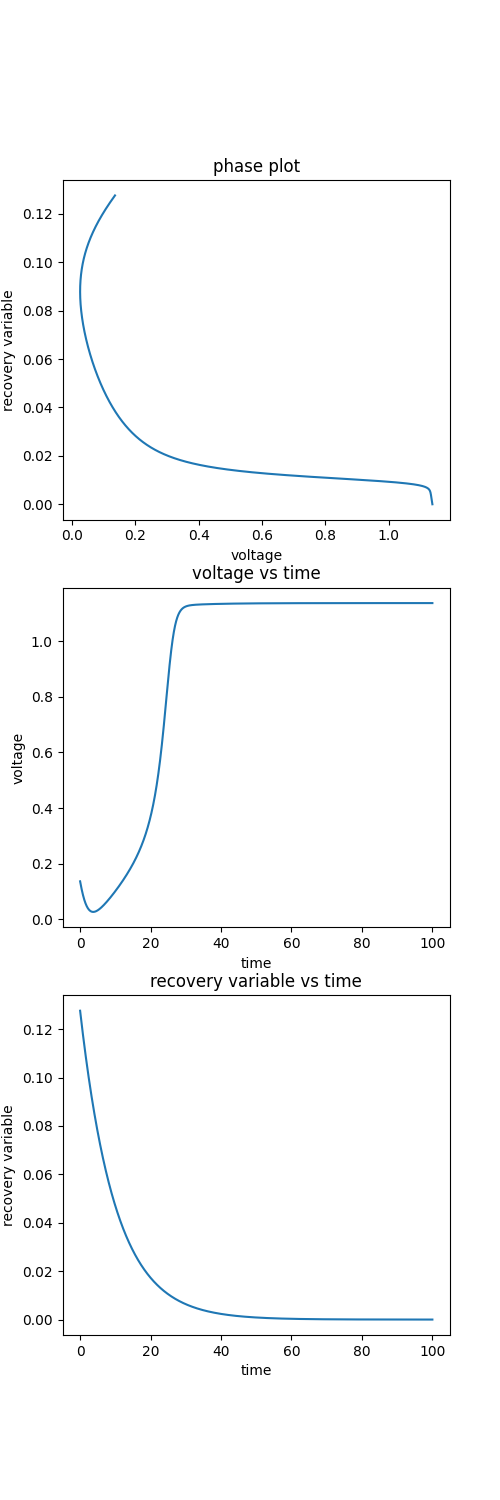 phase plot
0.12
0.10
0.08
0.06
0.04
0.02
0.00
recovery variable
0.0 0.2 0.4 0.6 0.8 1.0
voltage
voltage vs time
1.0
0.8
0.6
0.4
0.2
0.0
voltage
0 20 40 60 80 100
time
recovery variable vs time
0.12
0.10
0.08
0.06
0.04
0.02
0.00
recovery variable
0 20 40 60 80 100
time